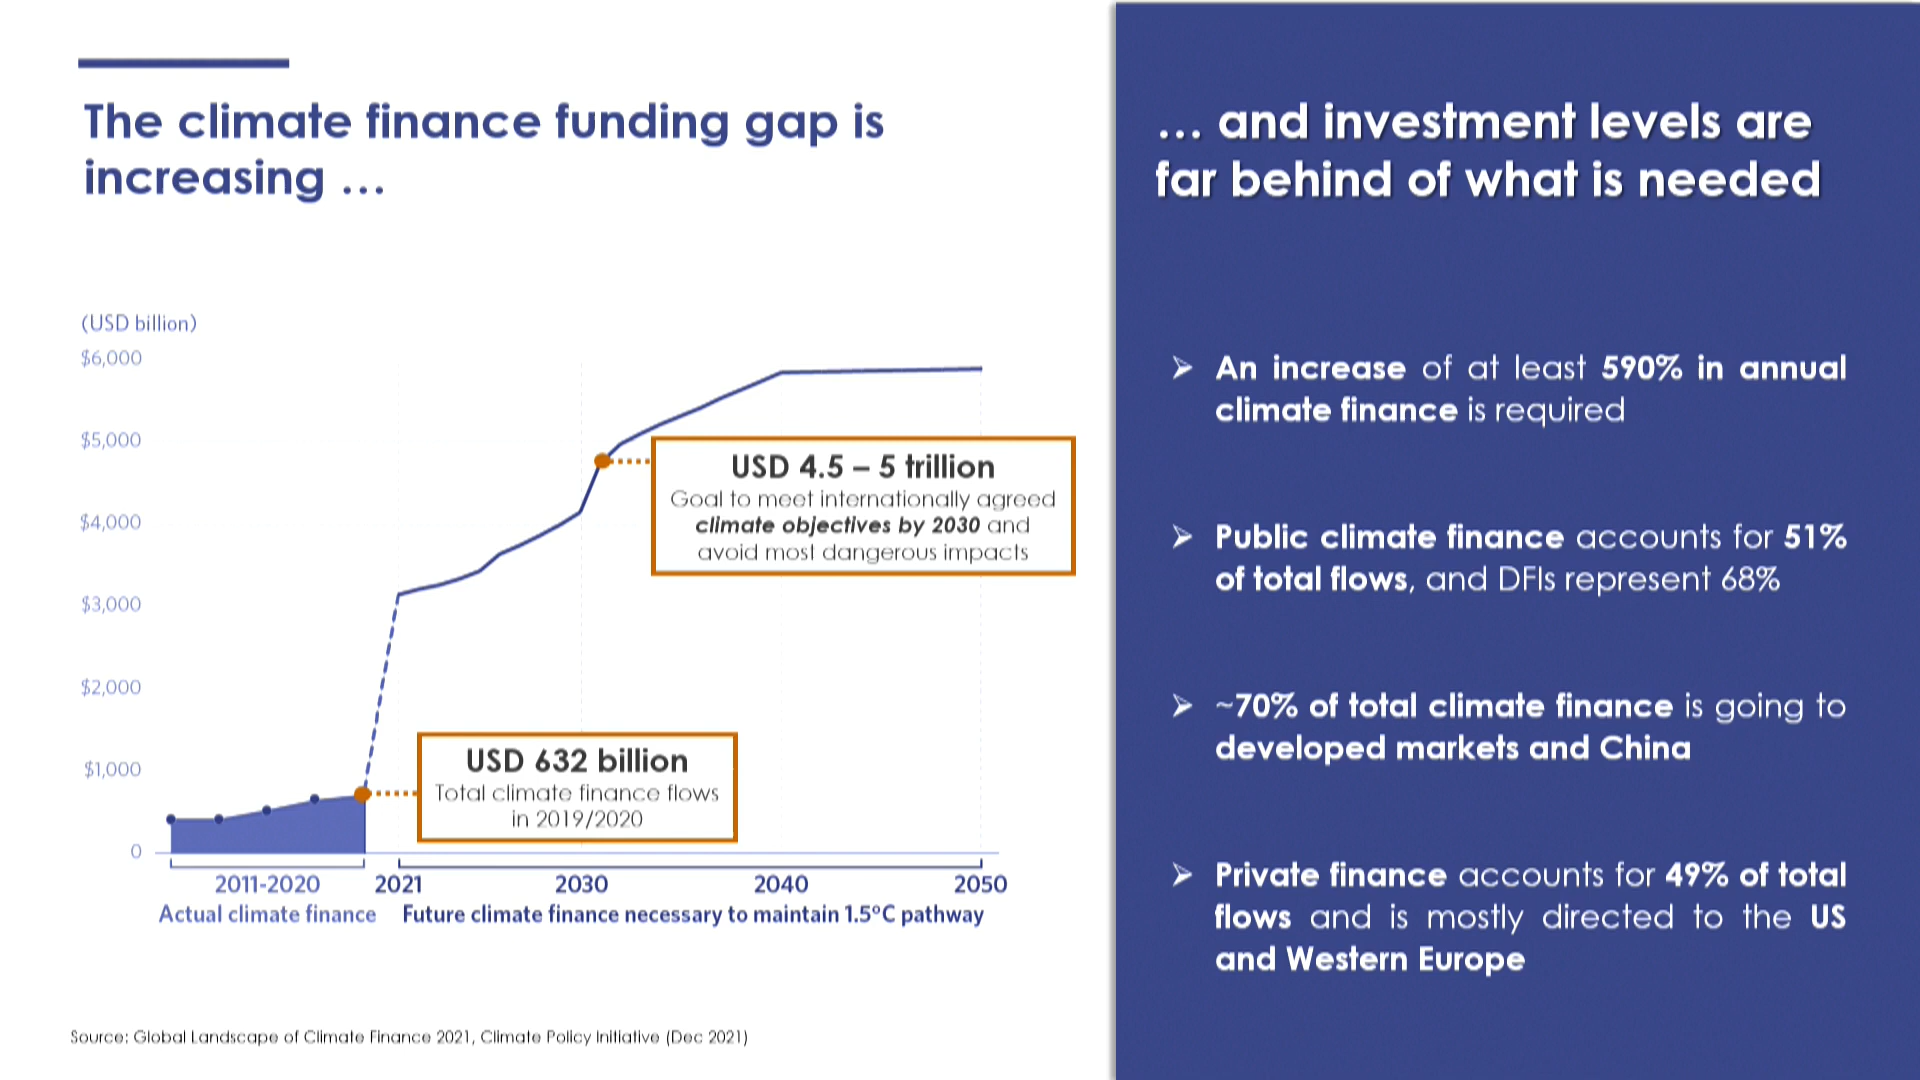 The climate finance funding gap is
increasing ...
(USD billion)
$6,000
$5,000
$4,000
$3,000
$2,000
$1,000
0
USD 4.5 – 5 trillion
Goal to meet internationally agreed
climate objectives by 2030 and
avoid most dangerous impacts
USD 632 billion
Total climate finance flows
in 2019/2020
2011-2020 2021 2030 2040 2050
Actual climate finance Future climate finance necessary to maintain 1.5°C pathway
Source: Global Landscape of Climate Finance 2021, Climate Policy Initiative (Dec 2021)
... and investment levels are
far behind of what is needed
➢ An increase of at least 590% in annual
climate finance is required
➢ Public climate finance accounts for 51%
of total flows, and DFIs represent 68%
➢ ~70% of total climate finance is going to
developed markets and China
➢ Private finance accounts for 49% of total
flows and is mostly directed to the US
and Western Europe